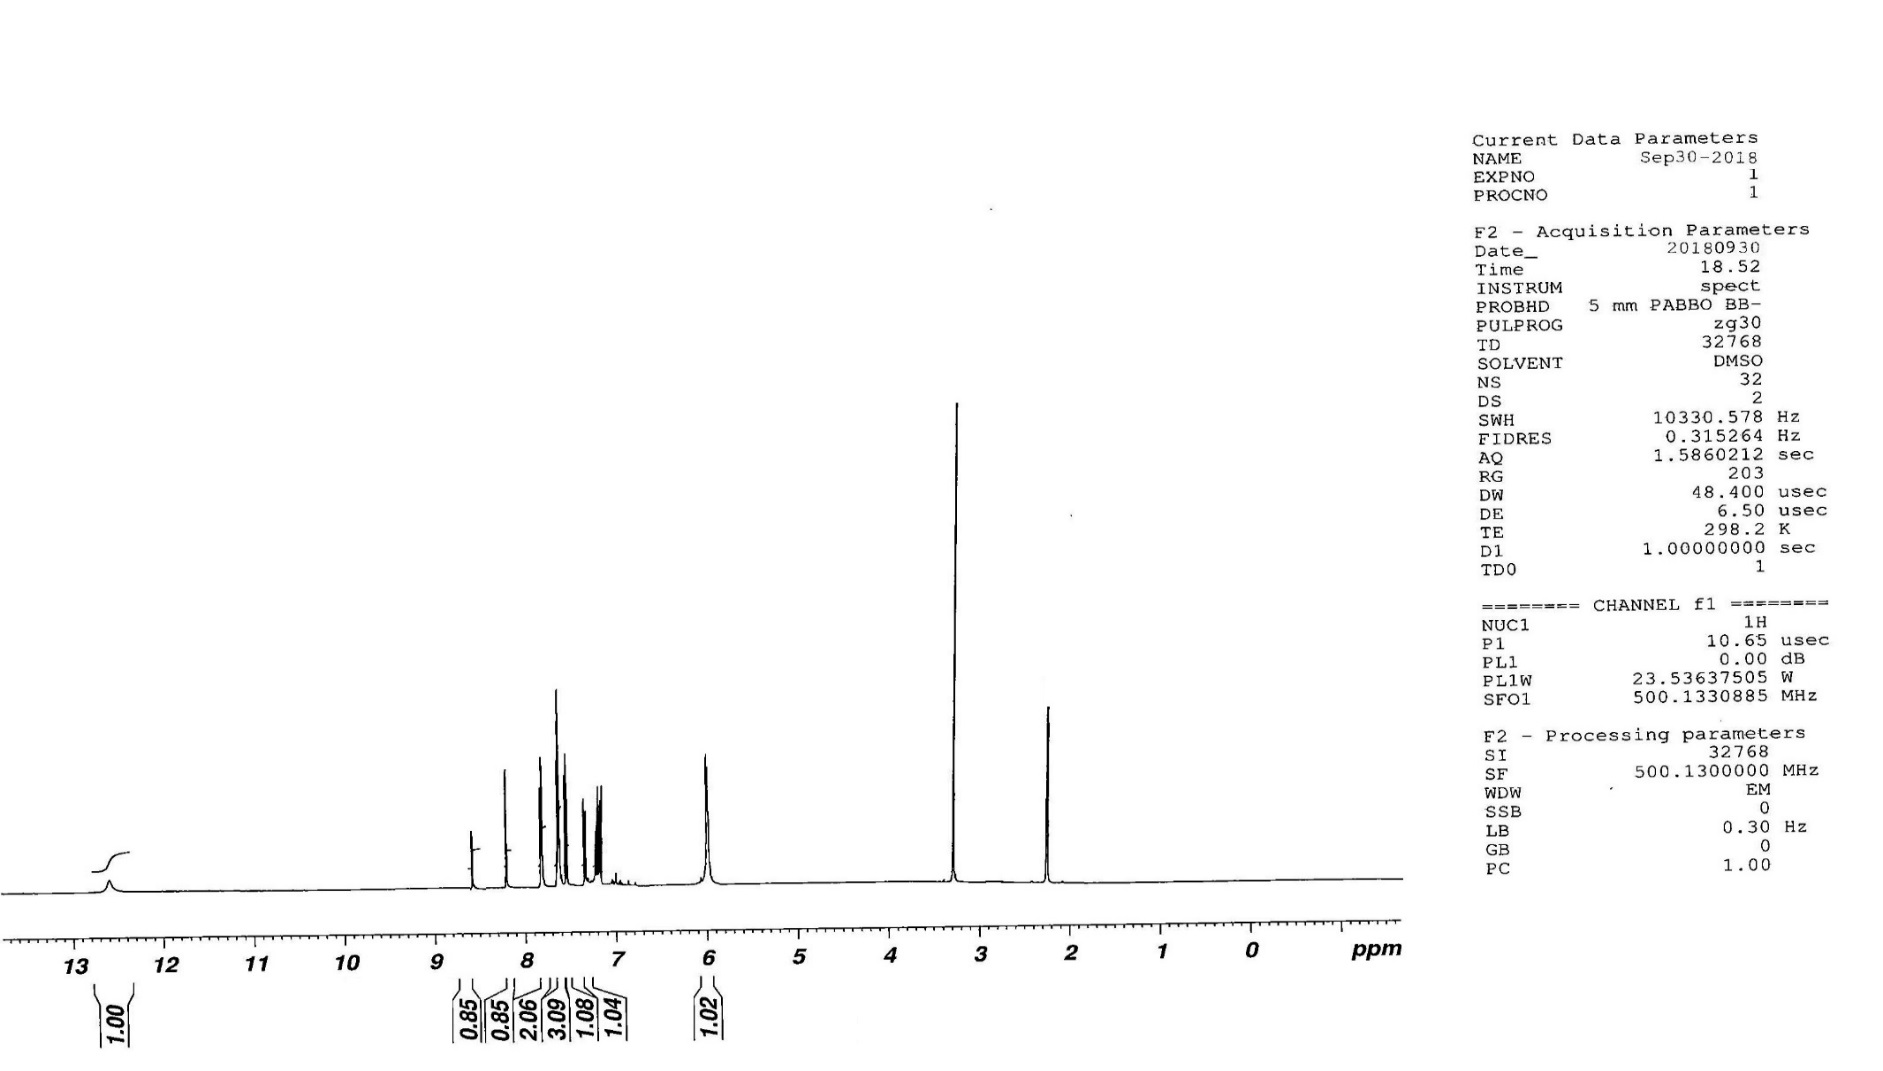 Current Data Parameters
NAME Sep30-2018
EXPNO 1
PROCNO 1
F2 - Acquisition Parameters
Date_ 20180930
Time 18.52
INSTRUM spect
PROBHD 5 mm PABBO BB-
PULPROG zg30
TD 32768
SOLVENT DMSO
NS 32
DS 2
SWH 10330.578 Hz
FIDRES 0.315264 Hz
AQ 1.5860212 sec
RG 203
DW 48.400 usec
DE 6.50 usec
TE 298.2 K
D1 1.00000000 sec
TD0 1
======== CHANNEL f1 ========
NUC1 1H
P1 10.65 usec
PL1 0.00 dB
PL1W 23.53637505 W
SFO1 500.1330885 MHz
F2 - Processing parameters
SI 32768
SF 500.1300000 MHz
WDW EM
SSB 0
LB 0.30 Hz
GB 0
PC 1.00
13 12 11 10 9 8 7 6 5 4 3 2 1 0 ppm
1.00 0.85 0.85 2.06 3.09 1.08 1.04 1.02